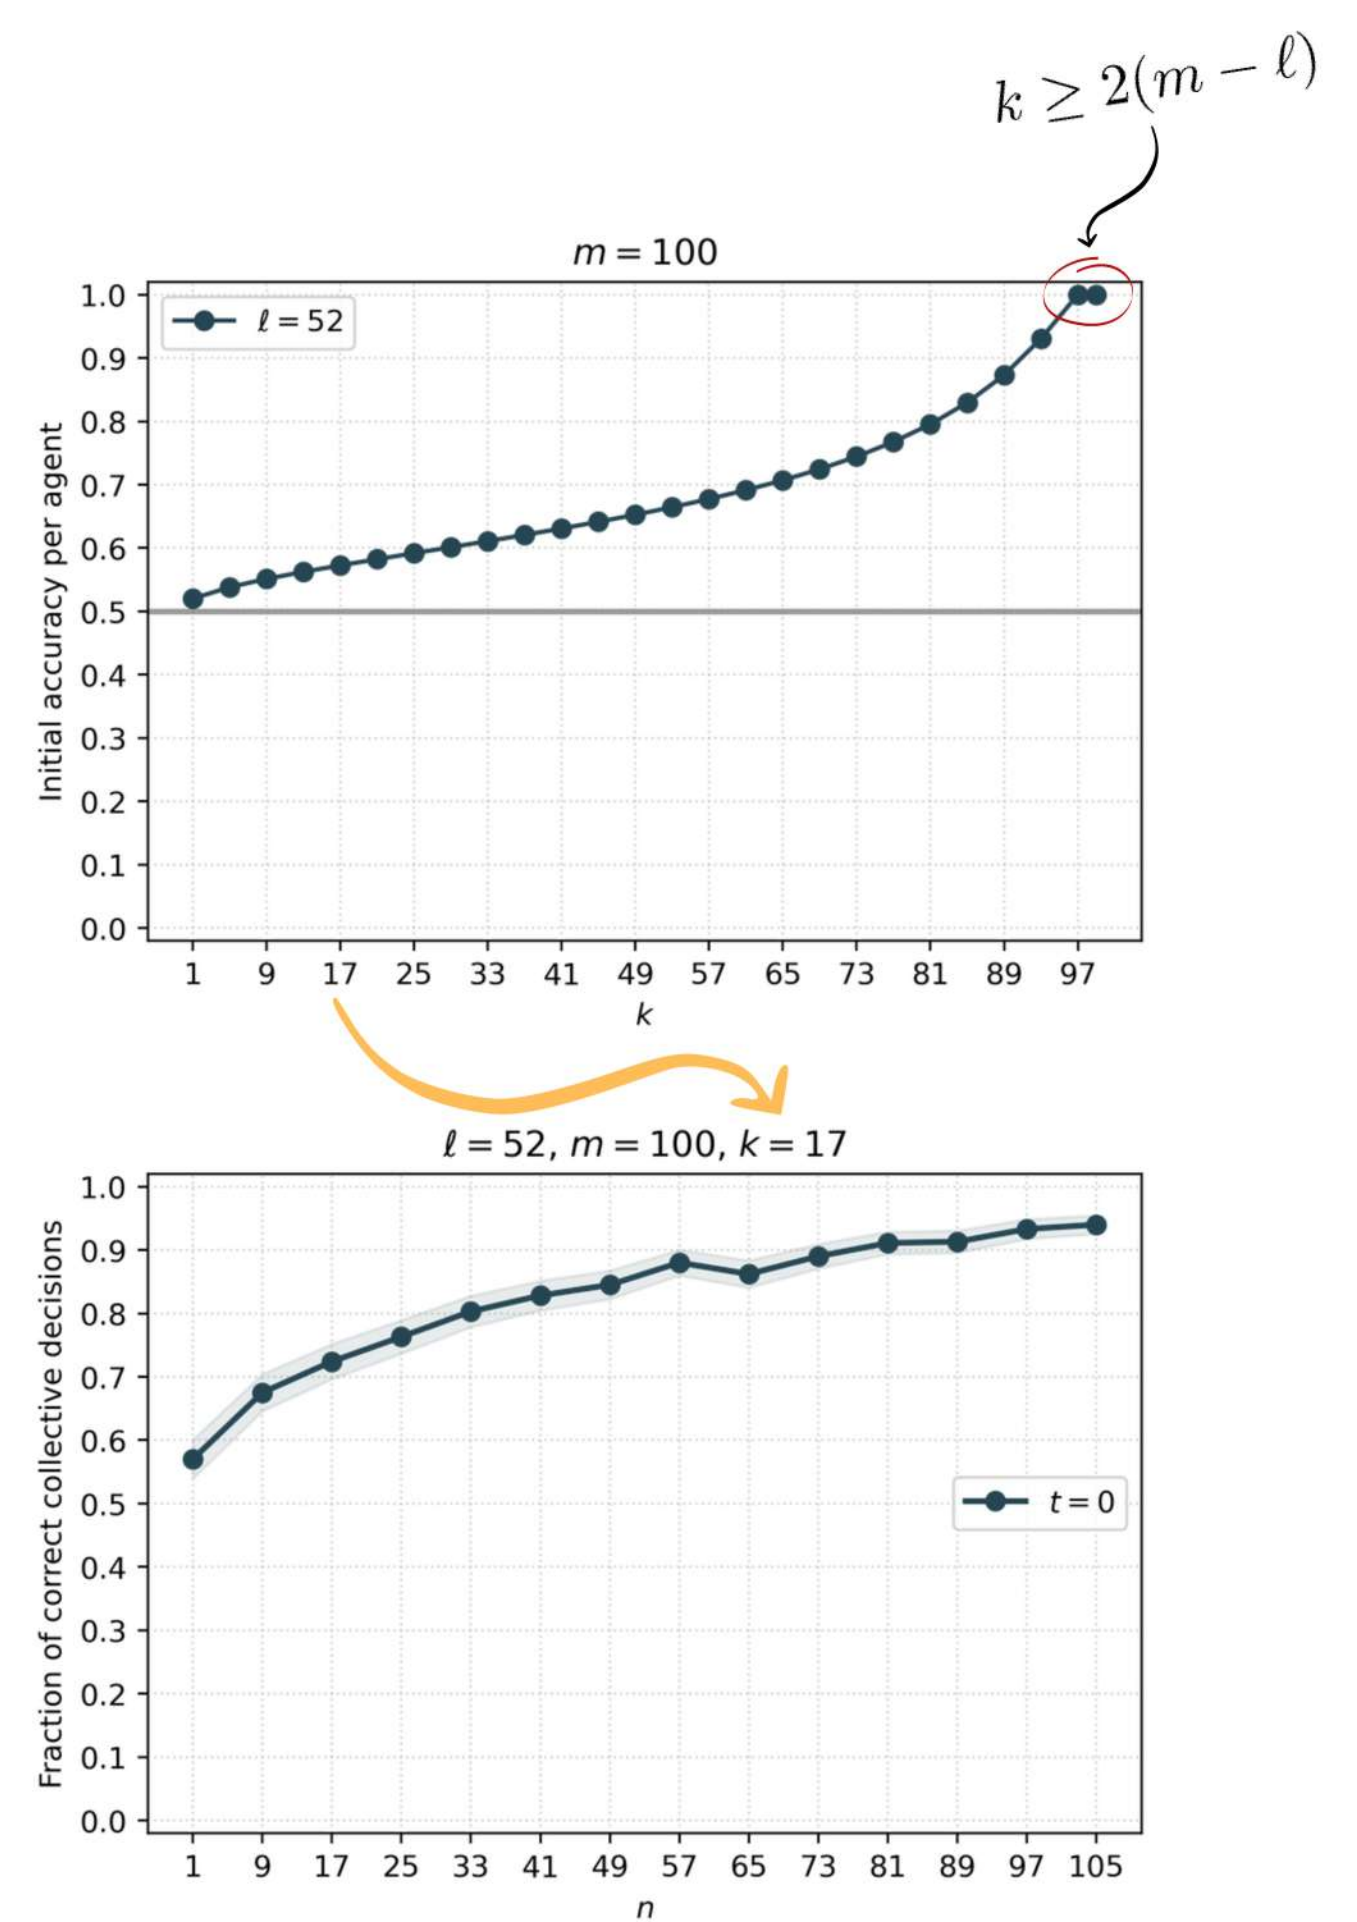 k ≥ 2(m − ℓ)
m = 100
ℓ = 52
1.0
0.9
0.8
0.7
0.6
0.5
0.4
0.3
0.2
0.1
0.0
Initial accuracy per agent
1 9 17 25 33 41 49 57 65 73 81 89 97
k
ℓ = 52, m = 100, k = 17
1.0
0.9
0.8
0.7
0.6
0.5
0.4
0.3
0.2
0.1
0.0
Fraction of correct collective decisions
t = 0
1 9 17 25 33 41 49 57 65 73 81 89 97 105
n